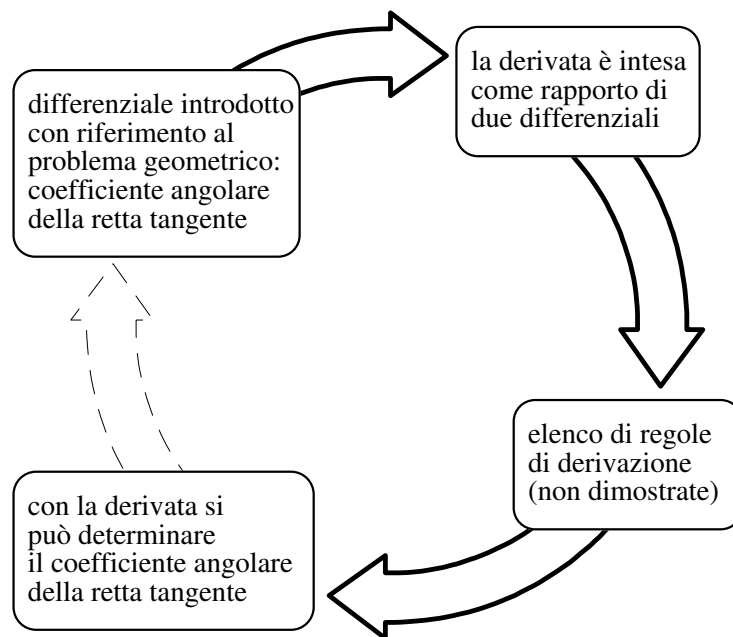 differenziale introdotto
con riferimento al
problema geometrico:
coefficiente angolare
della retta tangente
la derivata è intesa
come rapporto di
due differenziali
elenco di regole
di derivazione
(non dimostrate)
con la derivata si
può determinare
il coefficiente angolare
della retta tangente